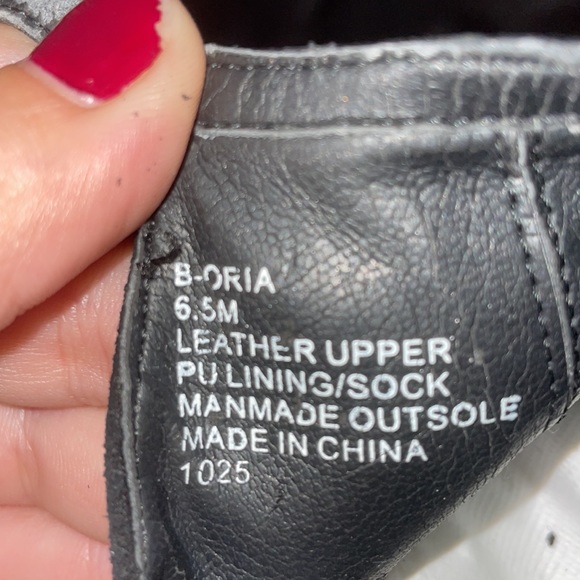 B-ORIA
6.5M
LEATHER UPPER
PU LINING/SOCK
MANMADE OUTSOLE
MADE IN CHINA
1025